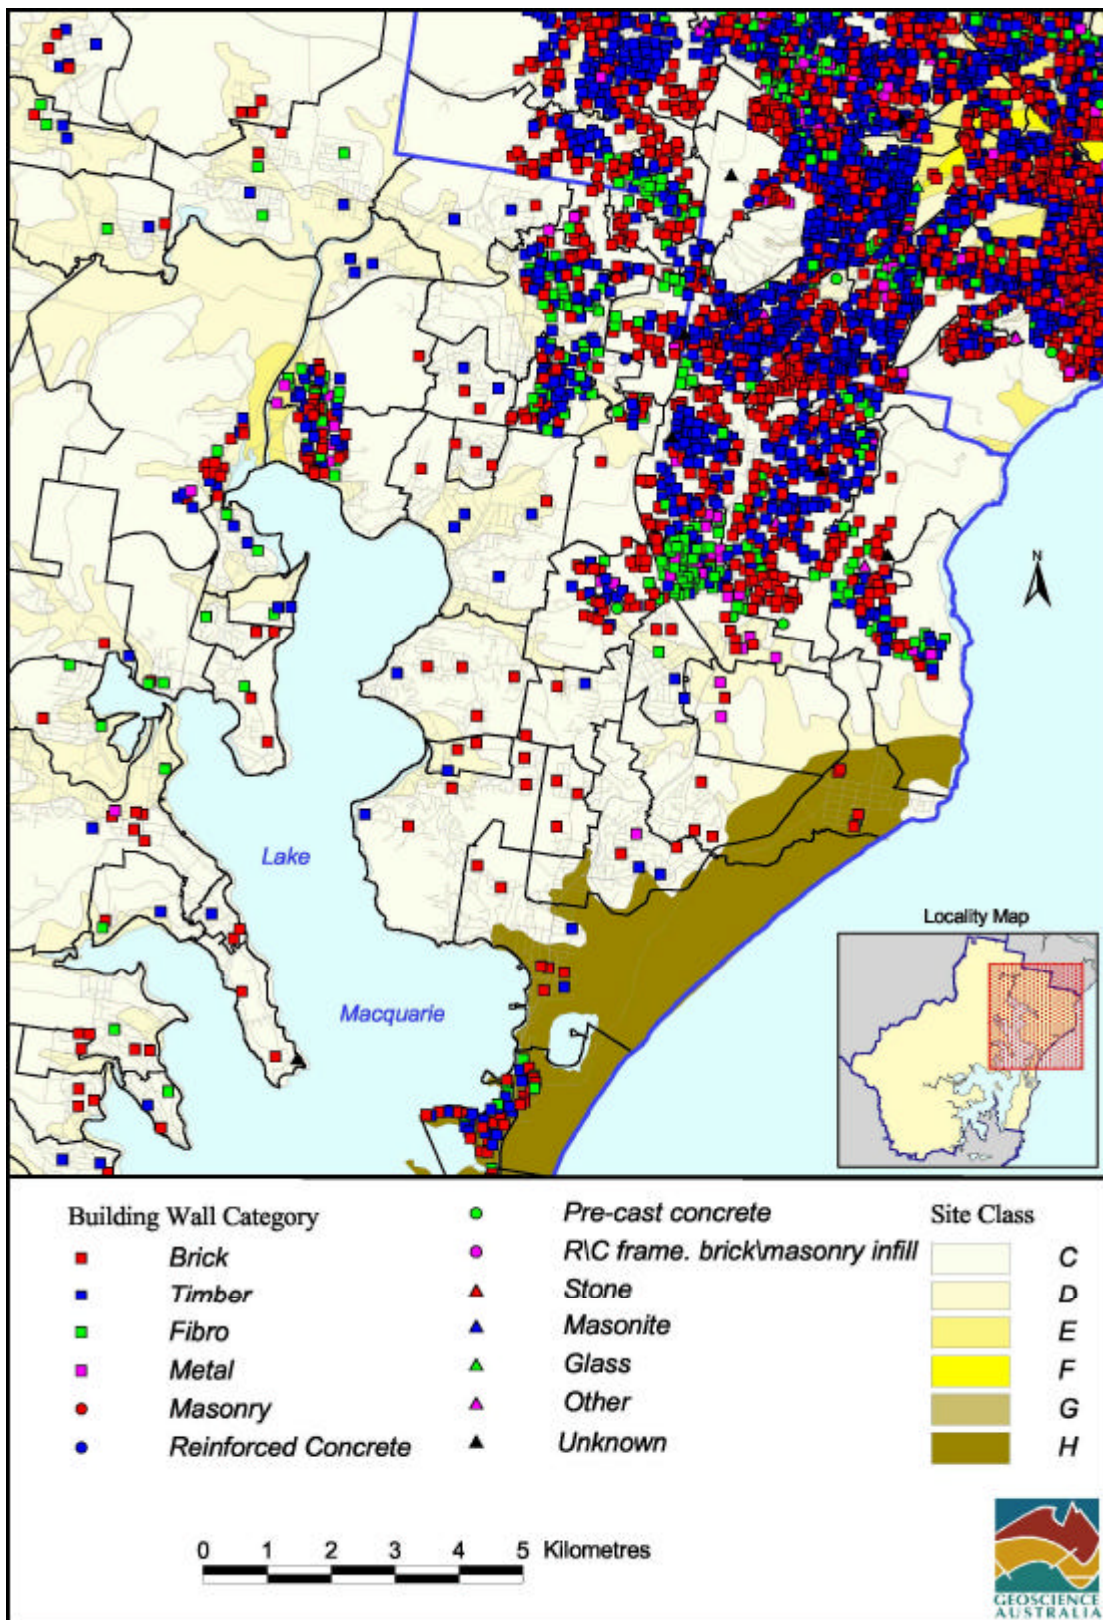 N
Lake
Locality Map
Macquarie
Building Wall Category
Brick
Timber
Fibro
Metal
Masonry
Reinforced Concrete
Pre-cast concrete
R\C frame. brick\masonry infill
Stone
Masonite
Glass
Other
Unknown
Site Class
C
D
E
F
G
H
0 1 2 3 4 5 Kilometres
GEOSCIENCE
AUSTRALIA